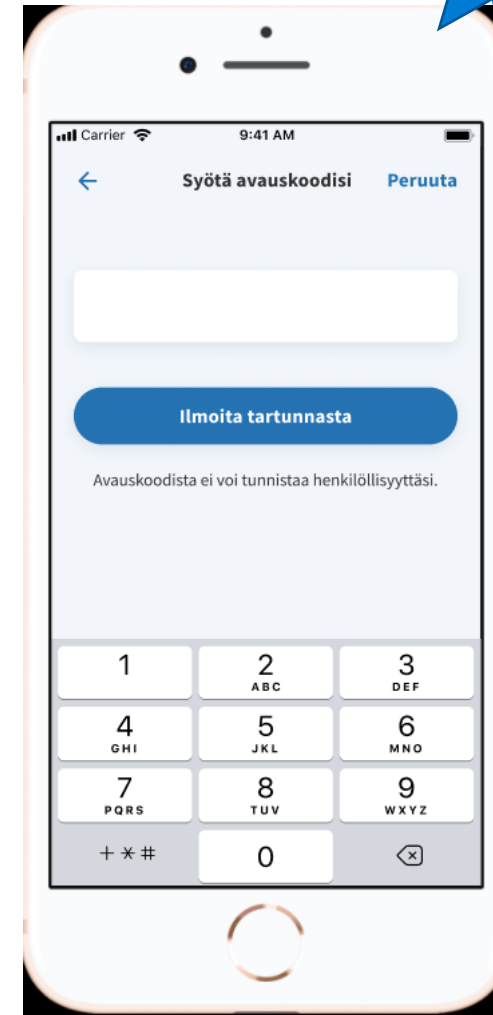 Carrier 9:41 AM
Syötä avauskoodisi Peruuta
Ilmoita tartunnasta
Avauskoodista ei voi tunnistaa henkilöllisyyttäsi.
1 2 3
ABC DEF
4 5 6
GHI JKL MNO
7 8 9
PQRS TUV WXYZ
+*# 0